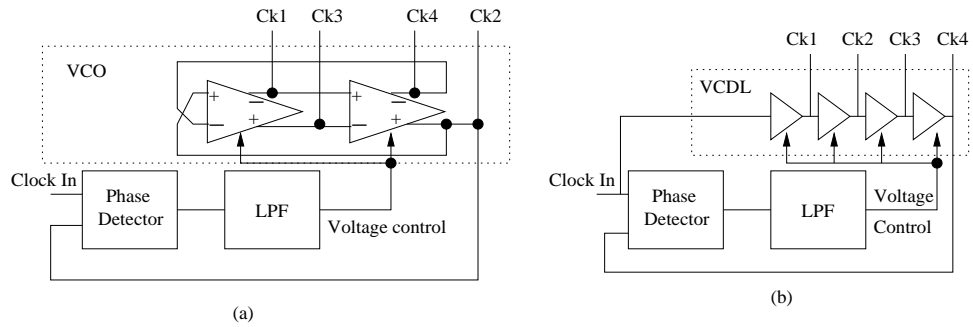 Ck1 Ck3 Ck4 Ck2
VCO
+ − + −
− + − +
Clock In
Phase
Detector
LPF
Voltage control
(a)
Ck1 Ck2 Ck3 Ck4
VCDL
Clock In
Phase
Detector
LPF
Voltage
Control
(b)